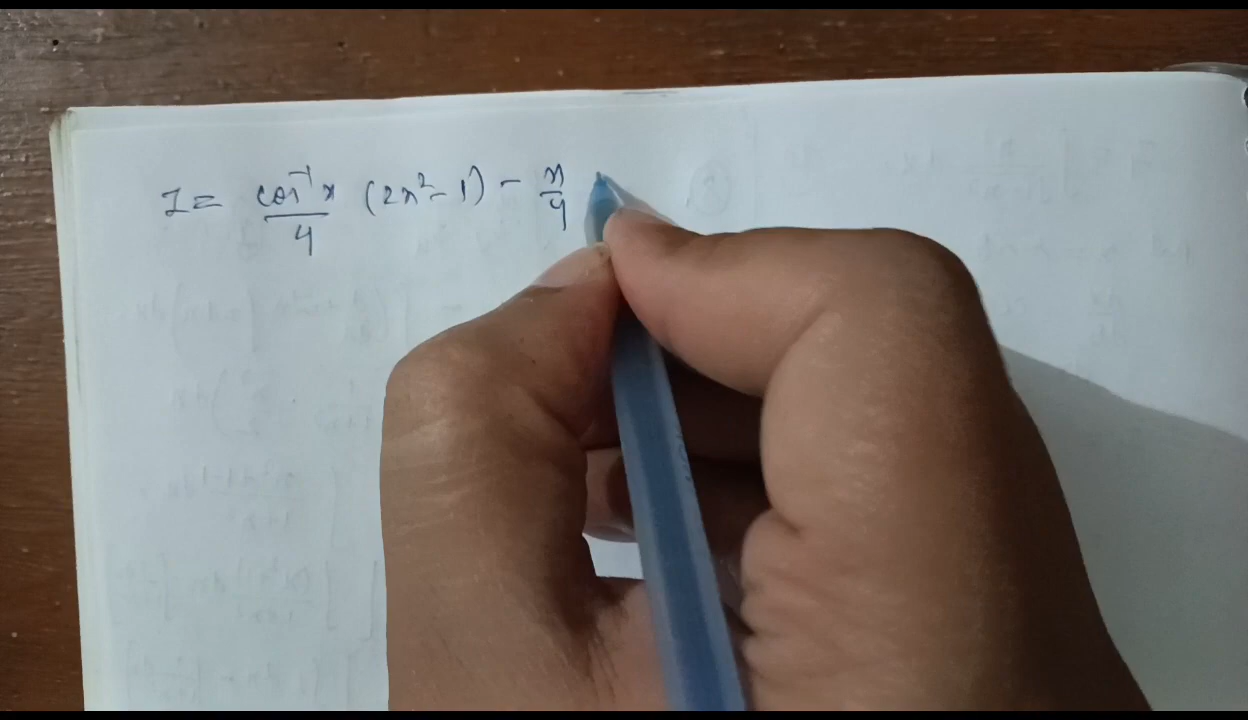 I = cos⁻¹x/4 (2x² - 1) - x/4